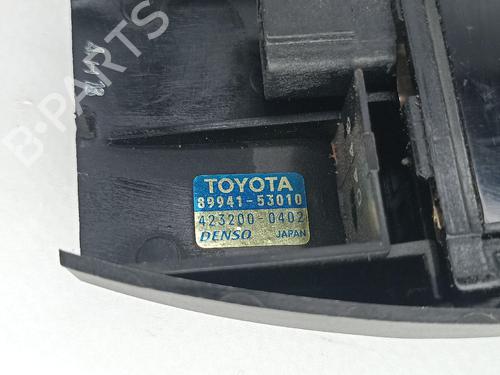 B-PARTS
TOYOTA
89941-53010
423200-0402
DENSO JAPAN